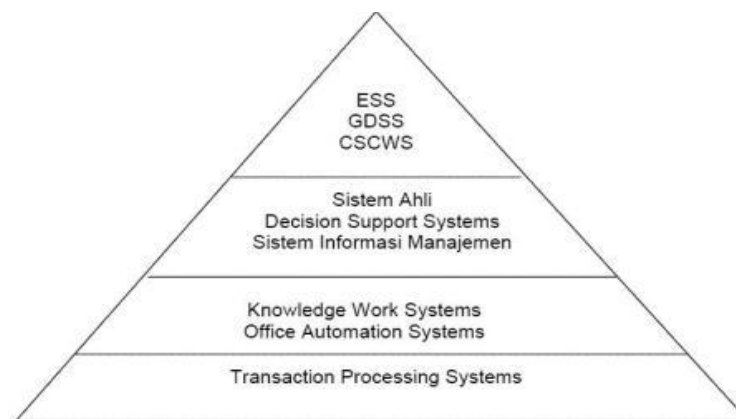 ESS
GDSS
CSCWS
Sistem Ahli
Decision Support Systems
Sistem Informasi Manajemen
Knowledge Work Systems
Office Automation Systems
Transaction Processing Systems